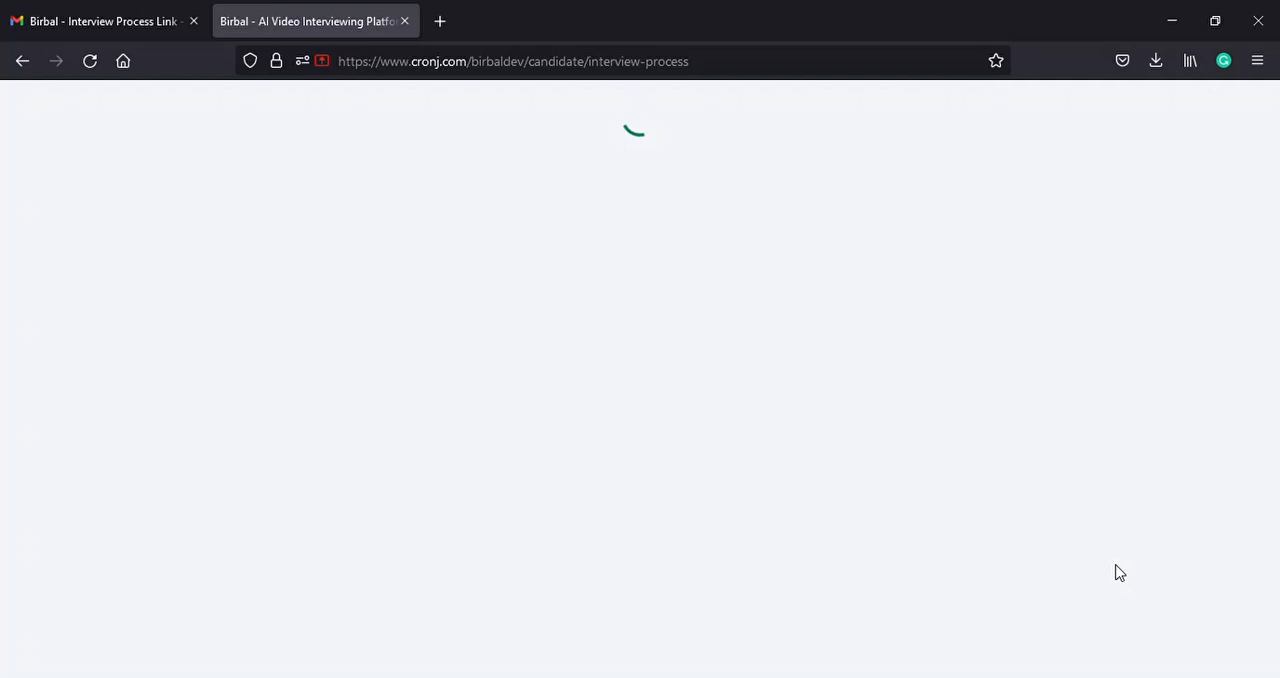 Birbal - Interview Process Link -
Birbal - AI Video Interviewing Platfo
https://www.cronj.com/birbaldev/candidate/interview-process